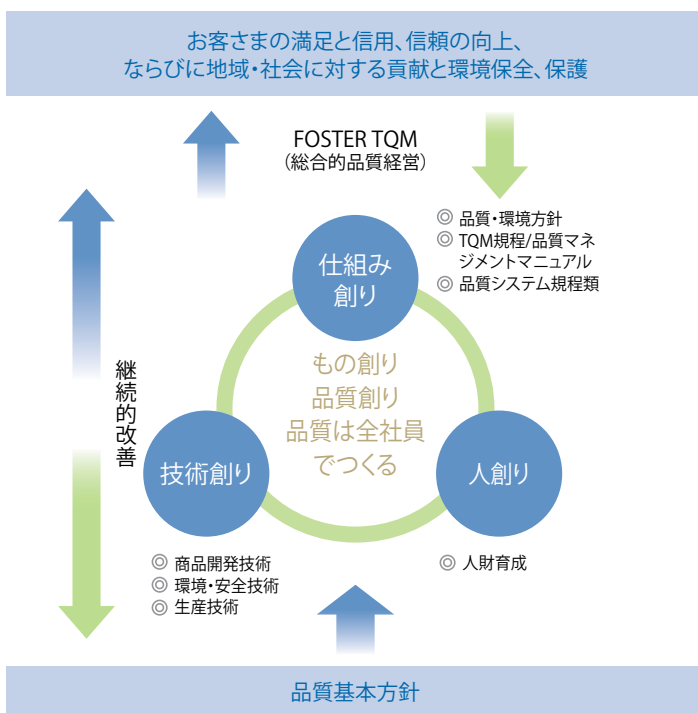 お客さまの満足と信用、信頼の向上、
ならびに地域・社会に対する貢献と環境保全、保護
FOSTER TQM
（総合的品質経営）
◎ 品質・環境方針
◎ TQM規程/品質マネ
ジメントマニュアル
◎ 品質システム規程類
仕組み
創り
もの創り
品質創り
品質は全社員
でつくる
継続的改善
技術創り
人創り
◎ 商品開発技術
◎ 環境・安全技術
◎ 生産技術
◎ 人財育成
品質基本方針